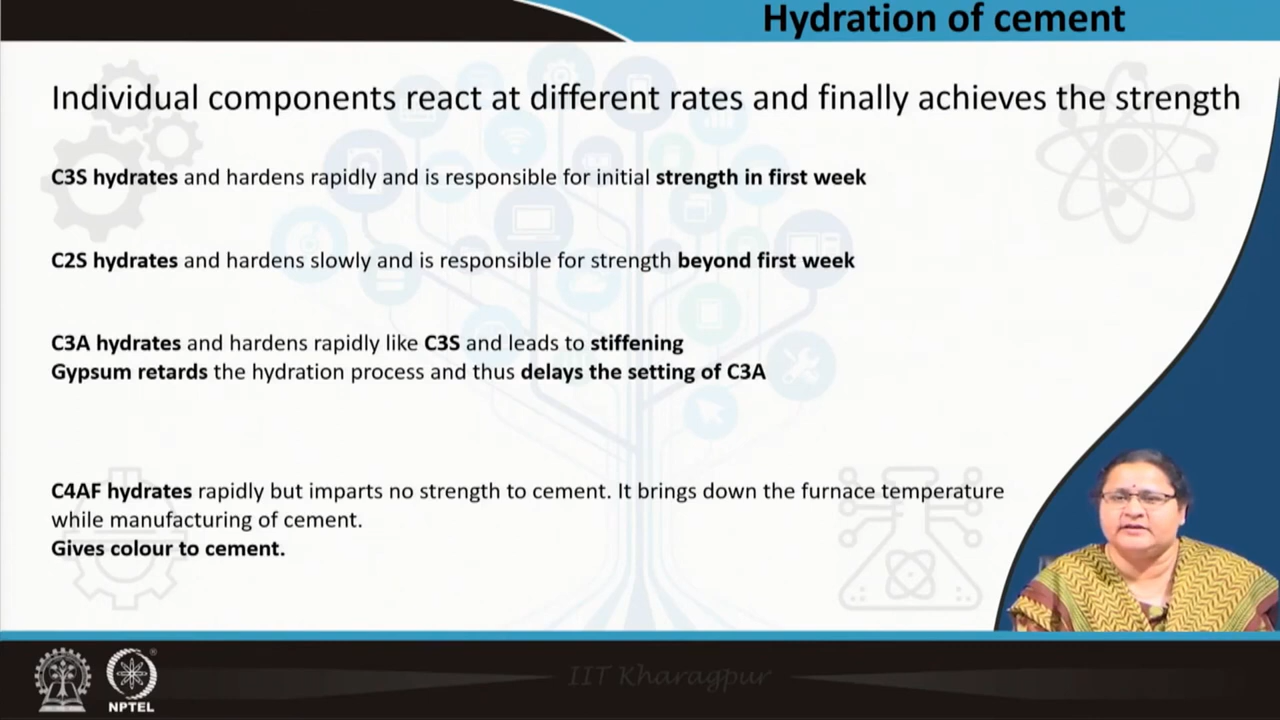 Hydration of cement
Individual components react at different rates and finally achieves the strength
C3S hydrates and hardens rapidly and is responsible for initial strength in first week
C2S hydrates and hardens slowly and is responsible for strength beyond first week
C3A hydrates and hardens rapidly like C3S and leads to stiffening
Gypsum retards the hydration process and thus delays the setting of C3A
C4AF hydrates rapidly but imparts no strength to cement. It brings down the furnace temperature
while manufacturing of cement.
Gives colour to cement.
IIT Kharagpur
NPTEL